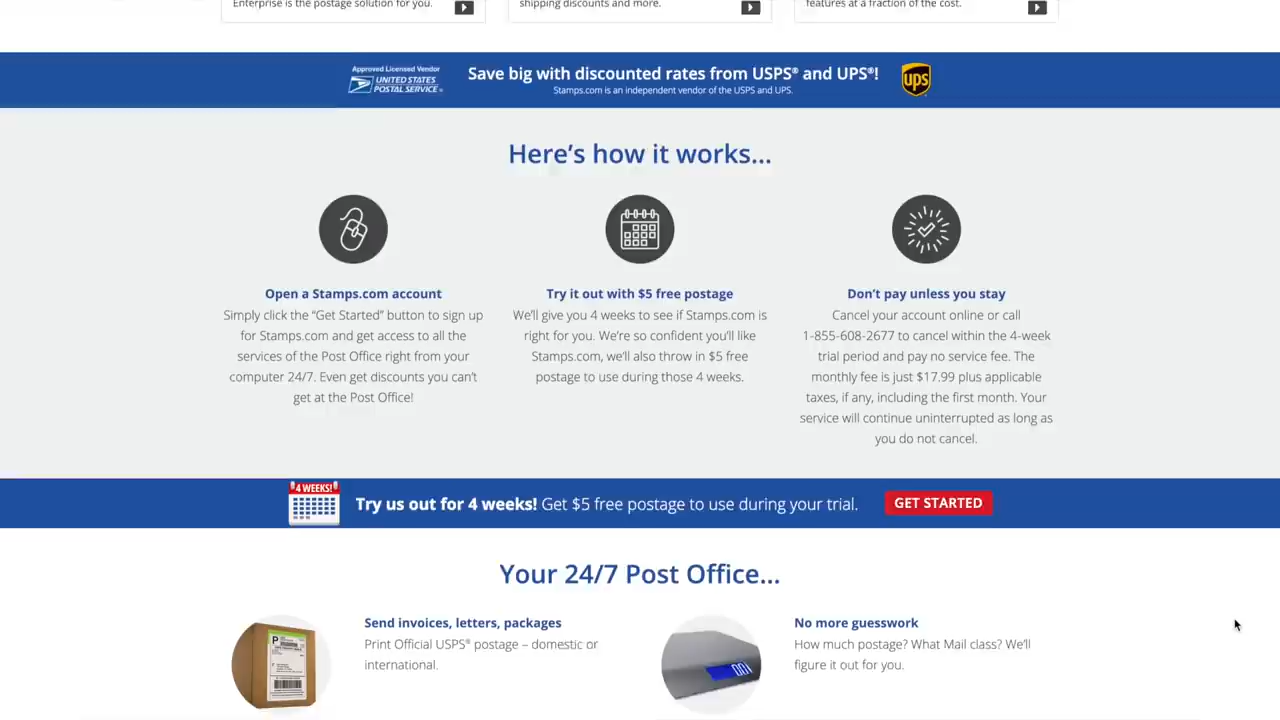 Enterprise is the postage solution for you.
shipping discounts and more.
features at a fraction of the cost.
Approved Licensed Vendor
UNITED STATES
POSTAL SERVICE®
Save big with discounted rates from USPS® and UPS®!
Stamps.com is an independent vendor of the USPS and UPS.
ups
Here's how it works...
Open a Stamps.com account
Simply click the “Get Started” button to sign up
for Stamps.com and get access to all the
services of the Post Office right from your
computer 24/7. Even get discounts you can't
get at the Post Office!
Try it out with $5 free postage
We'll give you 4 weeks to see if Stamps.com is
right for you. We're so confident you'll like
Stamps.com, we'll also throw in $5 free
postage to use during those 4 weeks.
Don't pay unless you stay
Cancel your account online or call
1-855-608-2677 to cancel within the 4-week
trial period and pay no service fee. The
monthly fee is just $17.99 plus applicable
taxes, if any, including the first month. Your
service will continue uninterrupted as long as
you do not cancel.
4 WEEKS!
Try us out for 4 weeks! Get $5 free postage to use during your trial.
GET STARTED
Your 24/7 Post Office...
P
Send invoices, letters, packages
Print Official USPS® postage – domestic or
international.
No more guesswork
How much postage? What Mail class? We'll
figure it out for you.